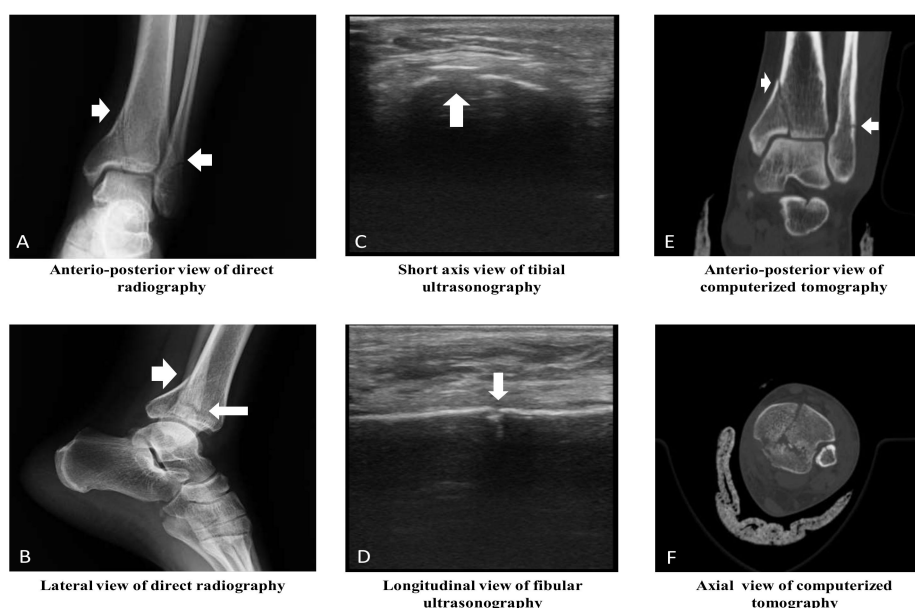 A
Anterio-posterior view of direct
radiography
C
Short axis view of tibial
ultrasonography
E
Anterio-posterior view of
computerized tomography
B
Lateral view of direct radiography
D
Longitudinal view of fibular
ultrasonography
F
Axial view of computerized
tomography